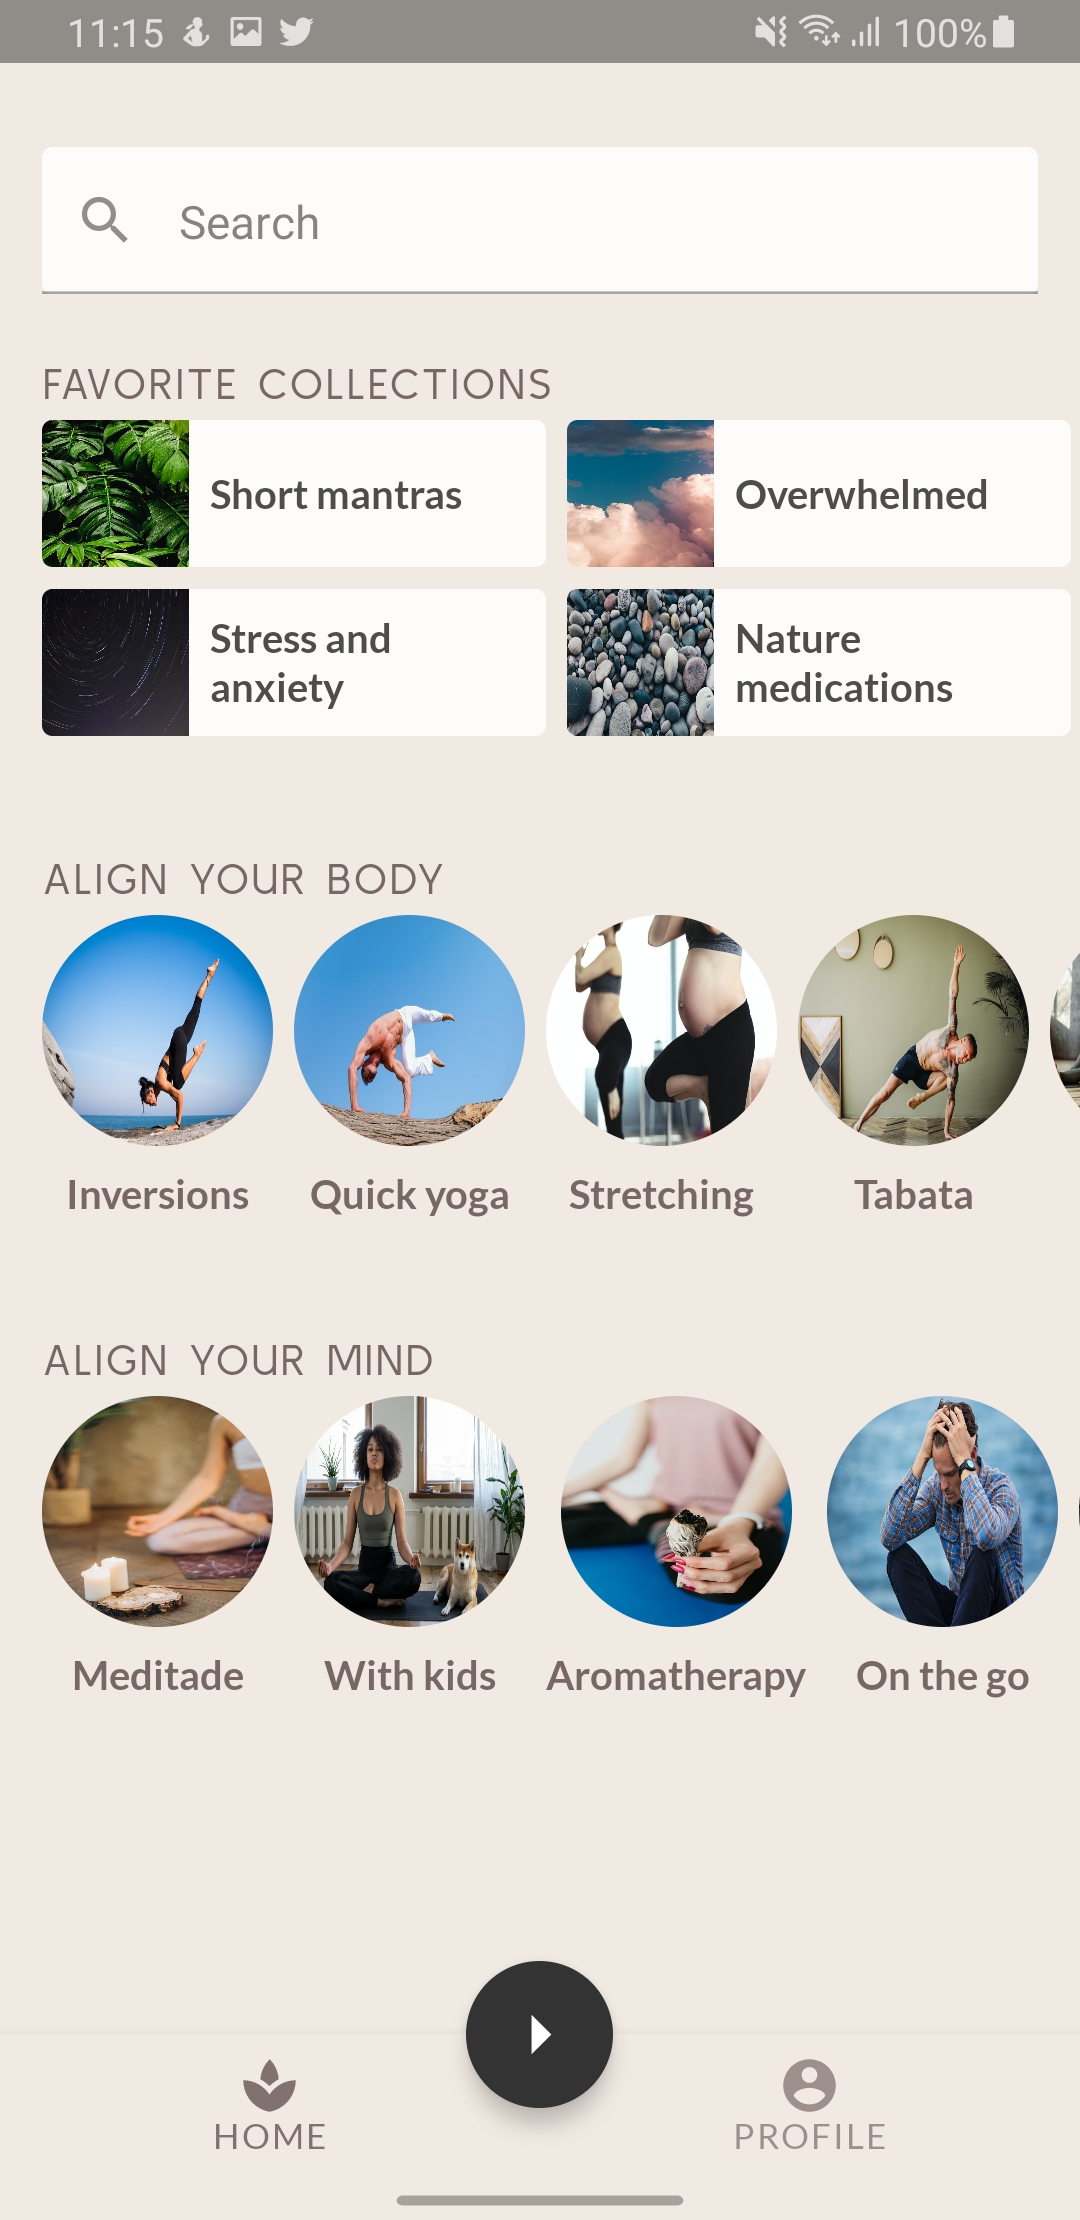 11:15
100%
Search
FAVORITE COLLECTIONS
Short mantras
Overwhelmed
Stress and
anxiety
Nature
medications
ALIGN YOUR BODY
Inversions
Quick yoga
Stretching
Tabata
ALIGN YOUR MIND
Meditade
With kids
Aromatherapy
On the go
HOME
PROFILE